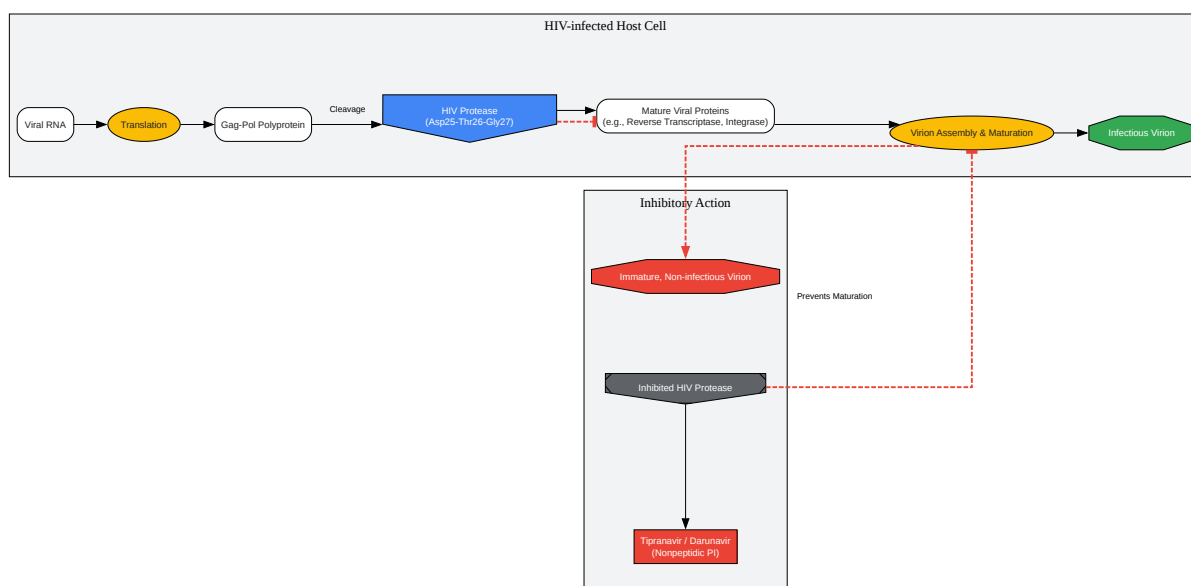 HIV-infected Host Cell
Viral RNA
Translation
Gag-Pol Polyprotein
Cleavage
HIV Protease
(Asp25-Thr26-Gly27)
Mature Viral Proteins
(e.g., Reverse Transcriptase, Integrase)
Virion Assembly & Maturation
Infectious Virion
Inhibitory Action
Immature, Non-infectious Virion
Prevents Maturation
Inhibited HIV Protease
Tipranavir / Darunavir
(Nonpeptidic PI)